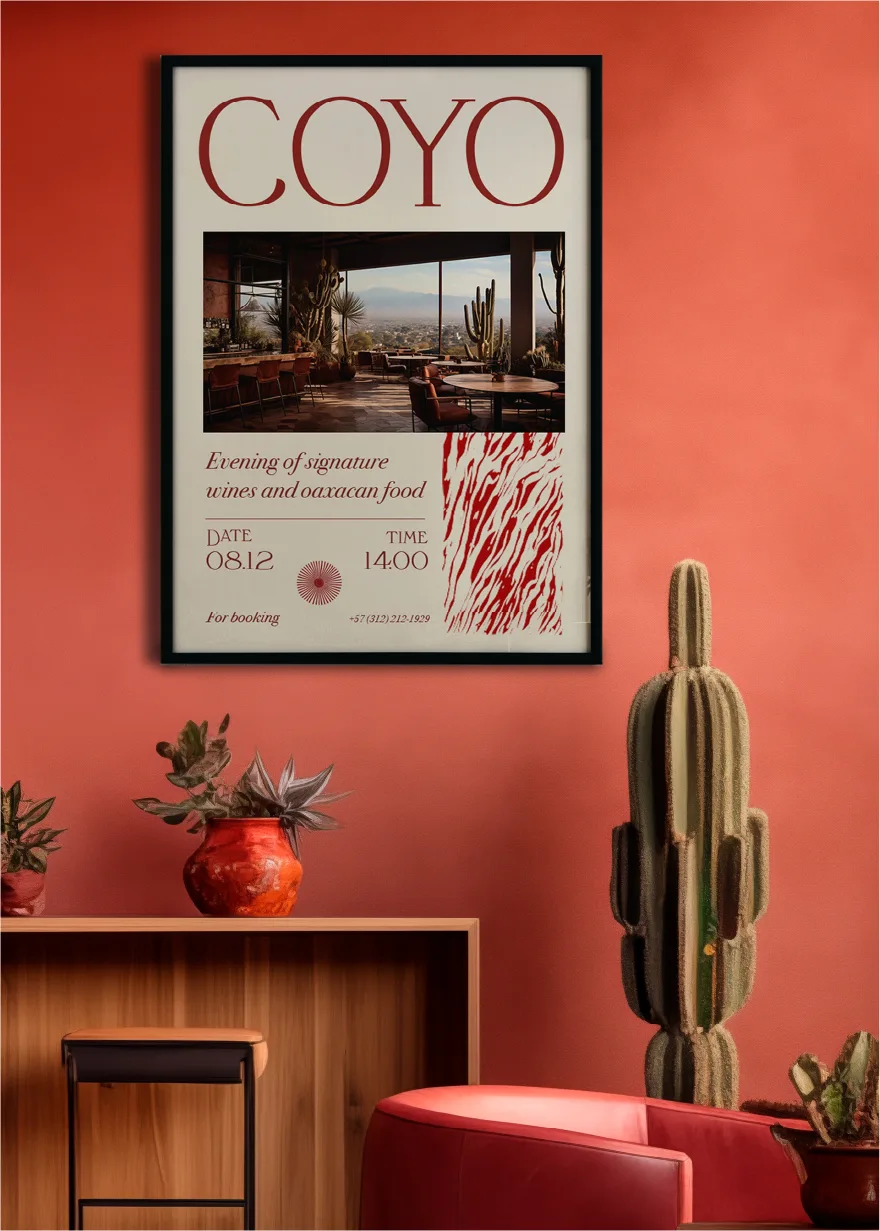 COYO
Evening of signature
wines and oaxacan food
DATE
08.12
TIME
14:00
For booking
+57 (312) 212-1929